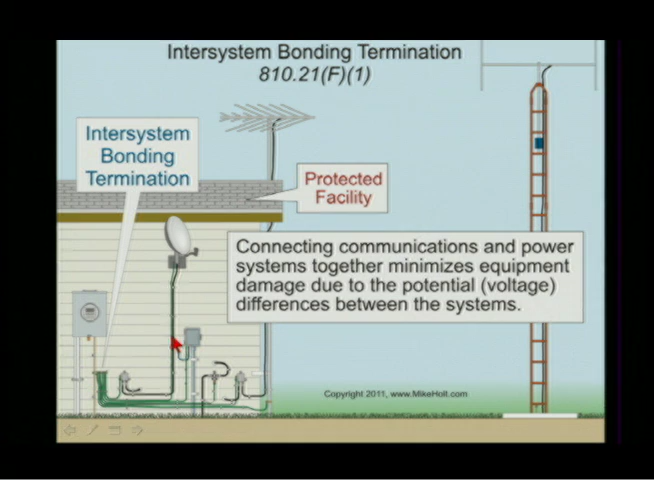 Intersystem Bonding Termination
810.21(F)(1)
Intersystem
Bonding
Termination
Protected
Facility
Connecting communications and power
systems together minimizes equipment
damage due to the potential (voltage)
differences between the systems.
Copyright 2011, www.MikeHolt.com